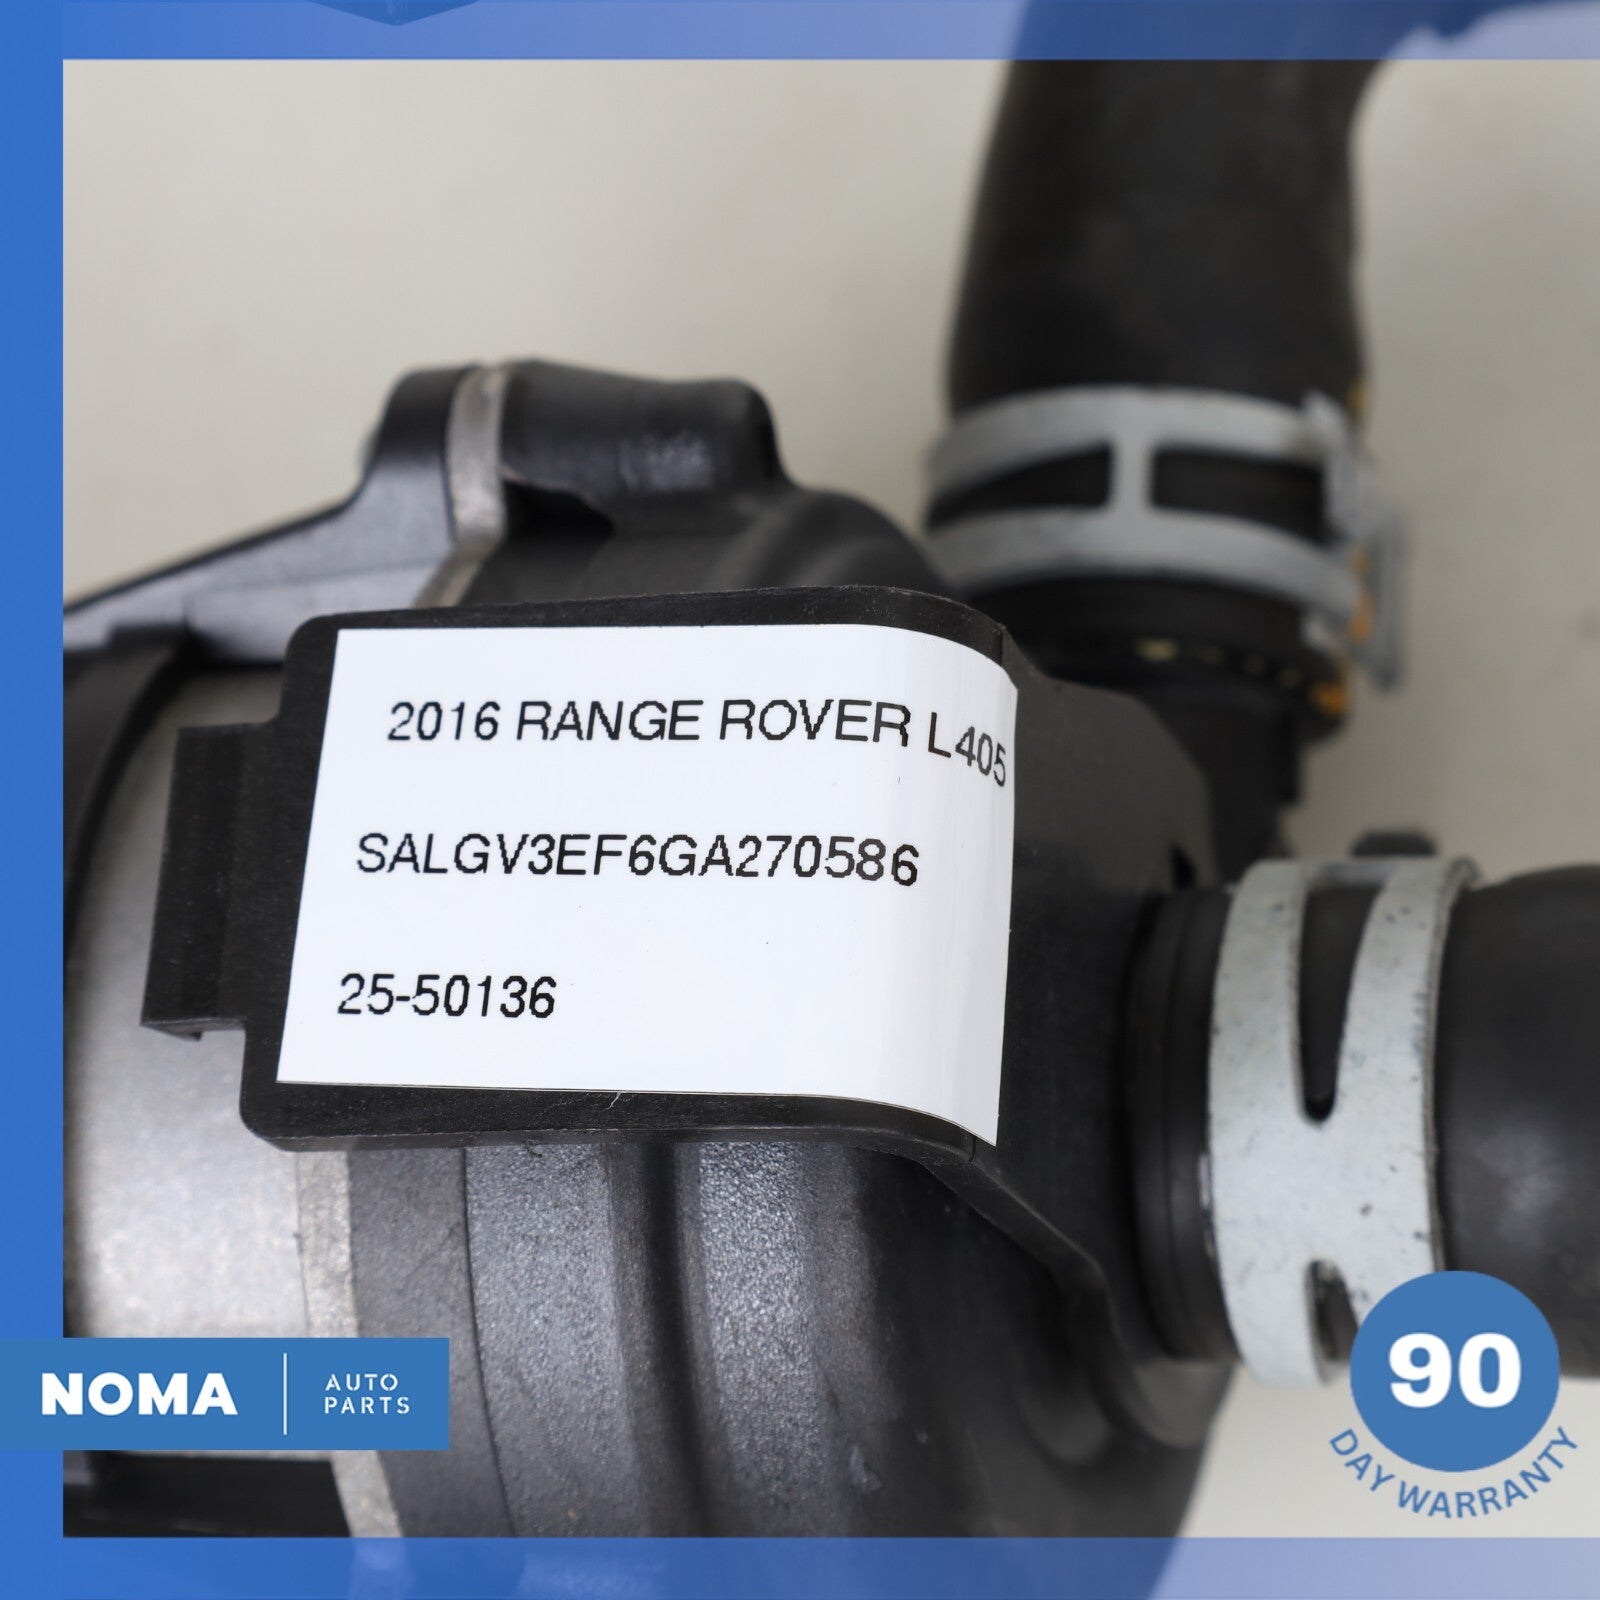 2016 RANGE ROVER L405
SALGV3EF6GA270586
25-50136
NOMA
AUTO
PARTS
90
DAY WARRANTY